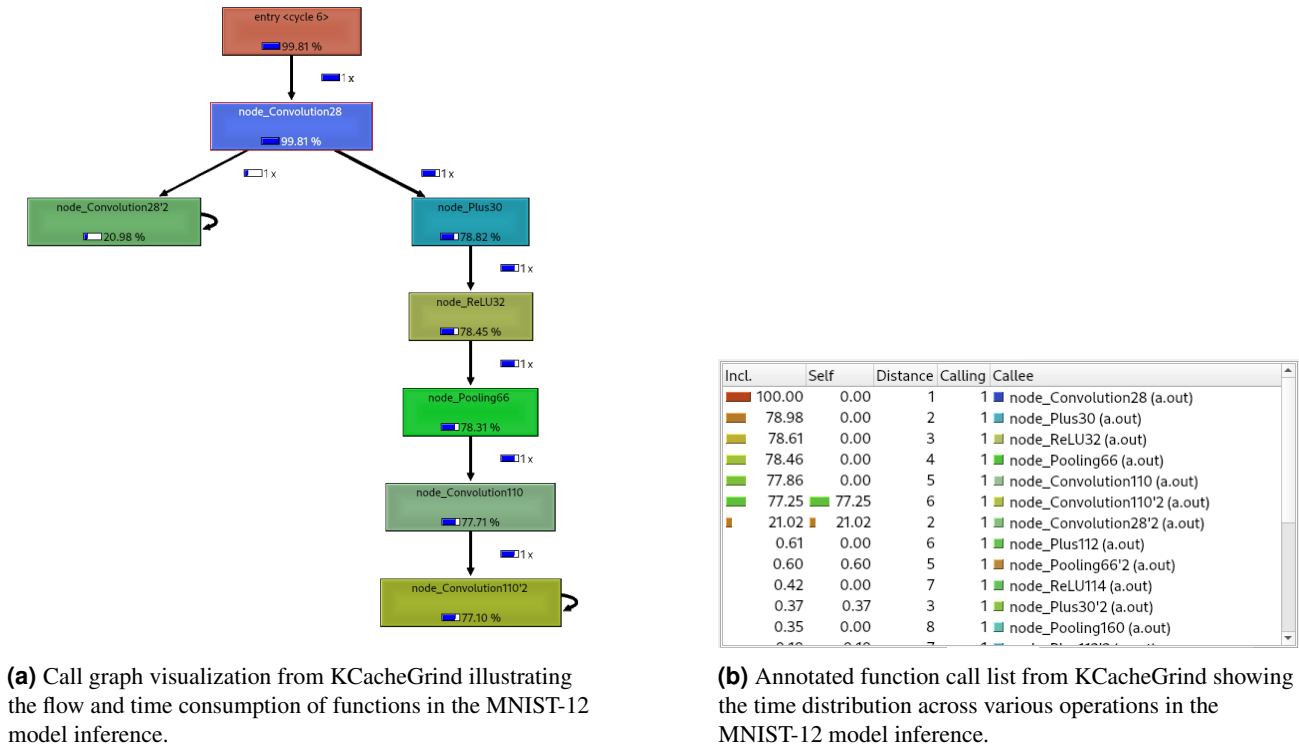 entry <cycle 6>
99.81 %
1 x
node_Convolution28
99.81 %
1 x
1 x
node_Convolution28'2
20.98 %
node_Plus30
78.82 %
1 x
node_ReLU32
78.45 %
1 x
node_Pooling66
78.31 %
1 x
node_Convolution110
77.71 %
1 x
node_Convolution110'2
77.10 %
(a) Call graph visualization from KCacheGrind illustrating
the flow and time consumption of functions in the MNIST-12
model inference.
Incl. Self Distance Calling Callee
100.00 0.00 1 1 node_Convolution28 (a.out)
78.98 0.00 2 1 node_Plus30 (a.out)
78.61 0.00 3 1 node_ReLU32 (a.out)
78.46 0.00 4 1 node_Pooling66 (a.out)
77.86 0.00 5 1 node_Convolution110 (a.out)
77.25 77.25 6 1 node_Convolution110'2 (a.out)
21.02 21.02 2 1 node_Convolution28'2 (a.out)
0.61 0.00 6 1 node_Plus112 (a.out)
0.60 0.60 5 1 node_Pooling66'2 (a.out)
0.42 0.00 7 1 node_ReLU114 (a.out)
0.37 0.37 3 1 node_Plus30'2 (a.out)
0.35 0.00 8 1 node_Pooling160 (a.out)
(b) Annotated function call list from KCacheGrind showing
the time distribution across various operations in the
MNIST-12 model inference.